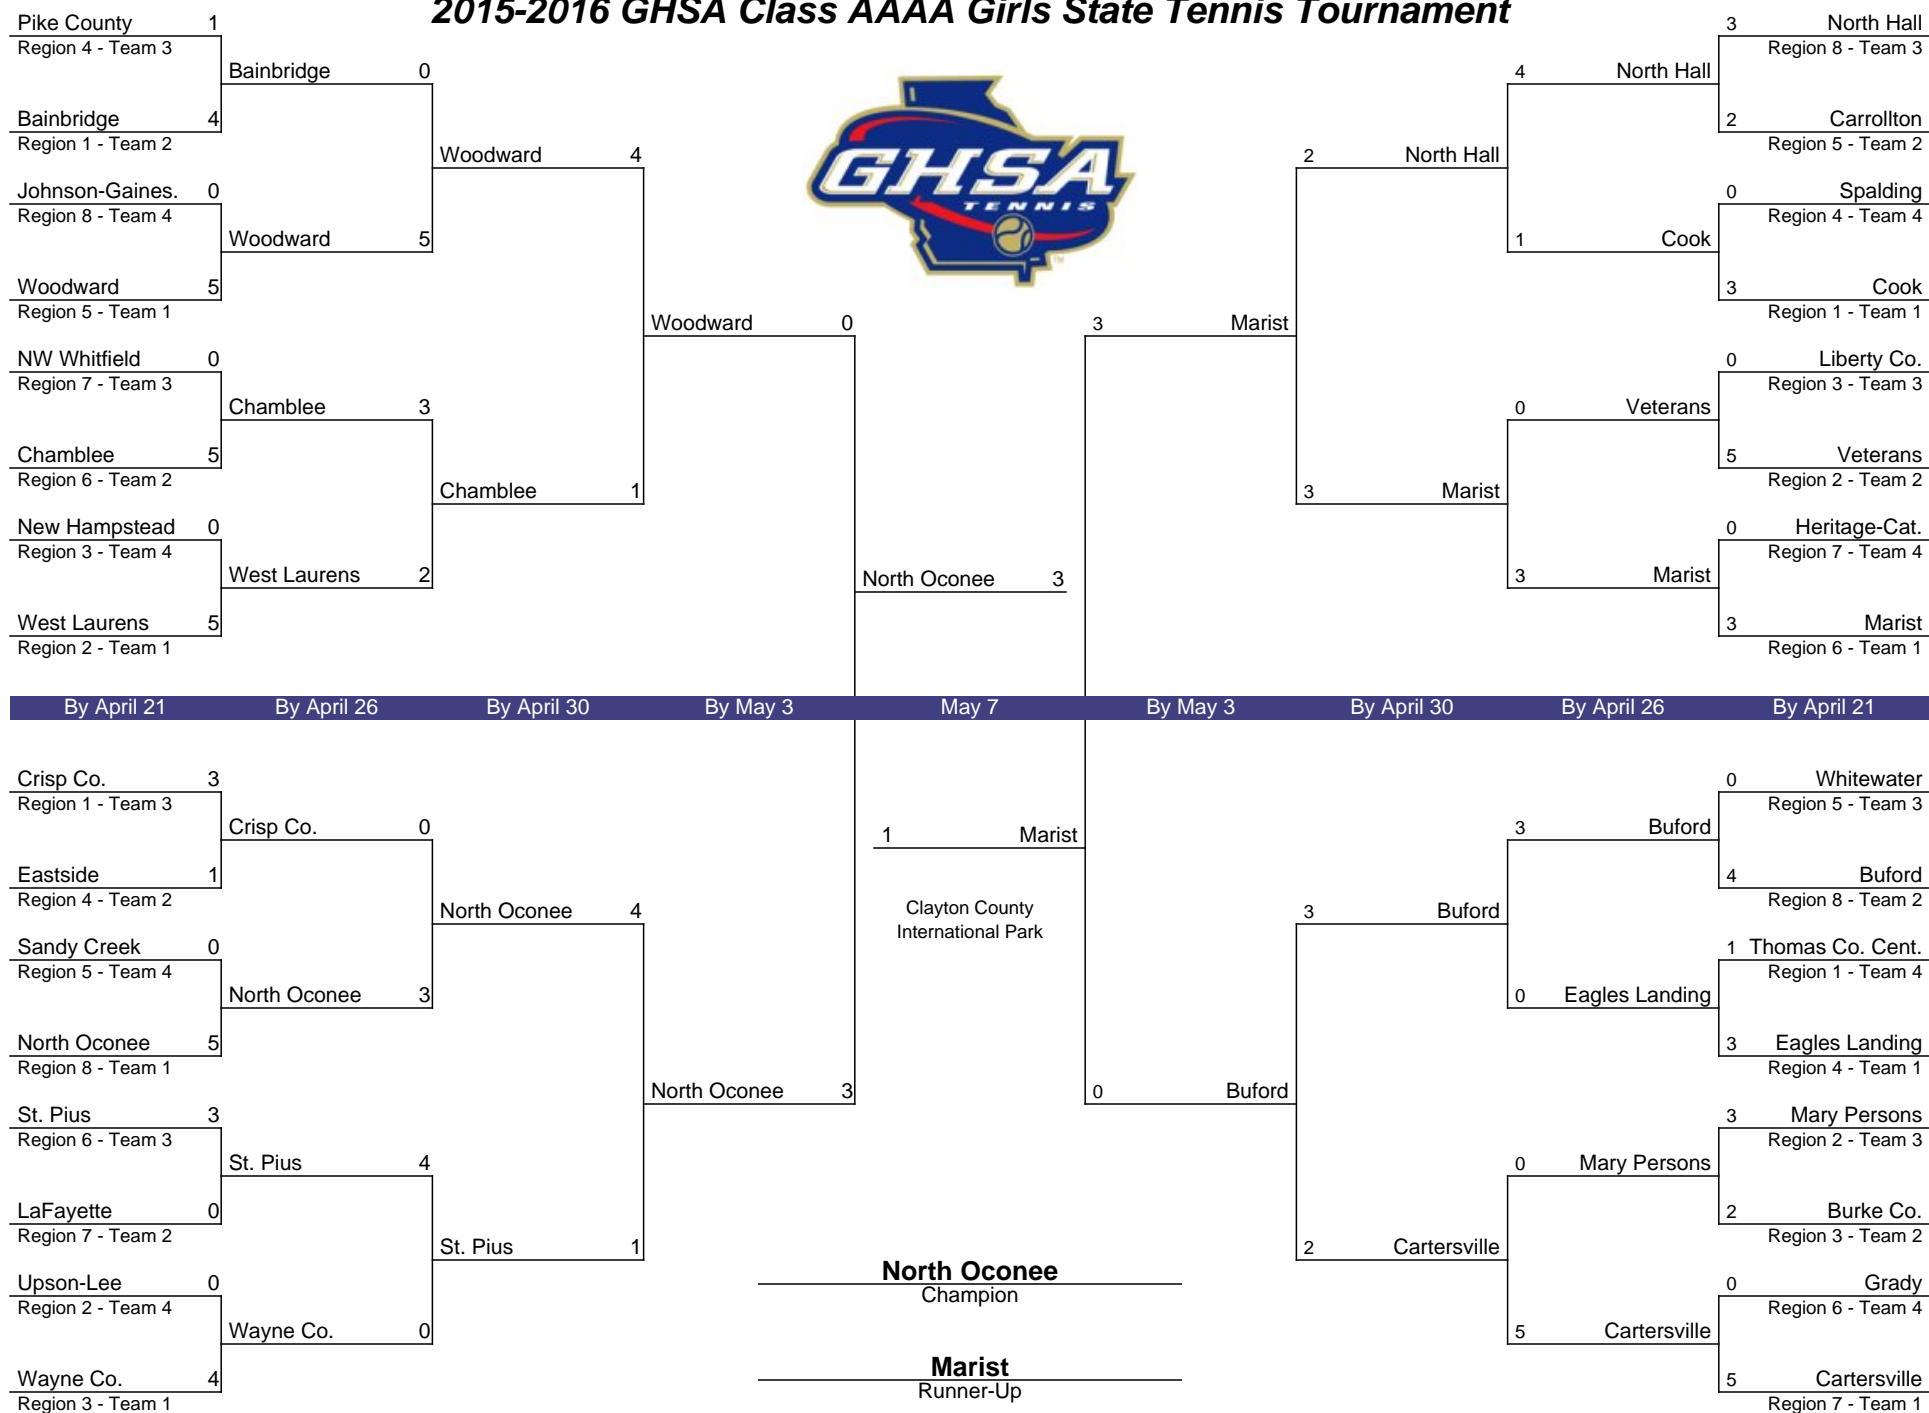 2015-2016 GHSA Class AAAA Girls State Tennis Tournament
Pike County 1
Region 4 - Team 3
Bainbridge 0
Bainbridge 4
Region 1 - Team 2
Woodward 4
Johnson-Gaines. 0
Region 8 - Team 4
Woodward 5
Woodward 5
Region 5 - Team 1
Woodward 0
NW Whitfield 0
Region 7 - Team 3
Chamblee 3
Chamblee 5
Region 6 - Team 2
Chamblee 1
New Hampstead 0
Region 3 - Team 4
West Laurens 2
West Laurens 5
Region 2 - Team 1
North Oconee 3
GHSA
TENNIS
TM
3 North Hall
Region 8 - Team 3
4 North Hall
2 Carrollton
Region 5 - Team 2
2 North Hall
0 Spalding
Region 4 - Team 4
1 Cook
3 Cook
Region 1 - Team 1
3 Marist
0 Liberty Co.
Region 3 - Team 3
0 Veterans
5 Veterans
Region 2 - Team 2
3 Marist
0 Heritage-Cat.
Region 7 - Team 4
3 Marist
3 Marist
Region 6 - Team 1
By April 21 By April 26 By April 30 By May 3 May 7 By May 3 By April 30 By April 26 By April 21
Crisp Co. 3
Region 1 - Team 3
Crisp Co. 0
Eastside 1
Region 4 - Team 2
North Oconee 4
Sandy Creek 0
Region 5 - Team 4
North Oconee 3
North Oconee 5
Region 8 - Team 1
North Oconee 3
St. Pius 3
Region 6 - Team 3
St. Pius 4
LaFayette 0
Region 7 - Team 2
St. Pius 1
Upson-Lee 0
Region 2 - Team 4
Wayne Co. 0
Wayne Co. 4
Region 3 - Team 1
1 Marist
Clayton County
International Park
North Oconee
Champion
Marist
Runner-Up
0 Whitewater
Region 5 - Team 3
3 Buford
4 Buford
Region 8 - Team 2
3 Buford
1 Thomas Co. Cent.
Region 1 - Team 4
0 Eagles Landing
3 Eagles Landing
Region 4 - Team 1
0 Buford
3 Mary Persons
Region 2 - Team 3
0 Mary Persons
2 Burke Co.
Region 3 - Team 2
2 Cartersville
0 Grady
Region 6 - Team 4
5 Cartersville
5 Cartersville
Region 7 - Team 1